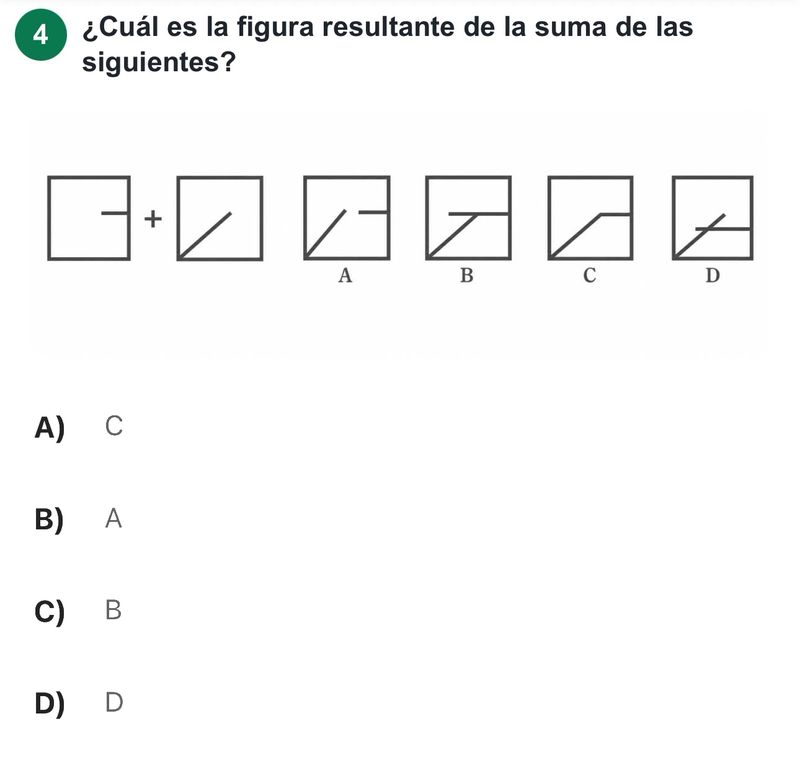 4 ¿Cuál es la figura resultante de la suma de las
siguientes?
+
A B C D
A) C
B) A
C) B
D) D